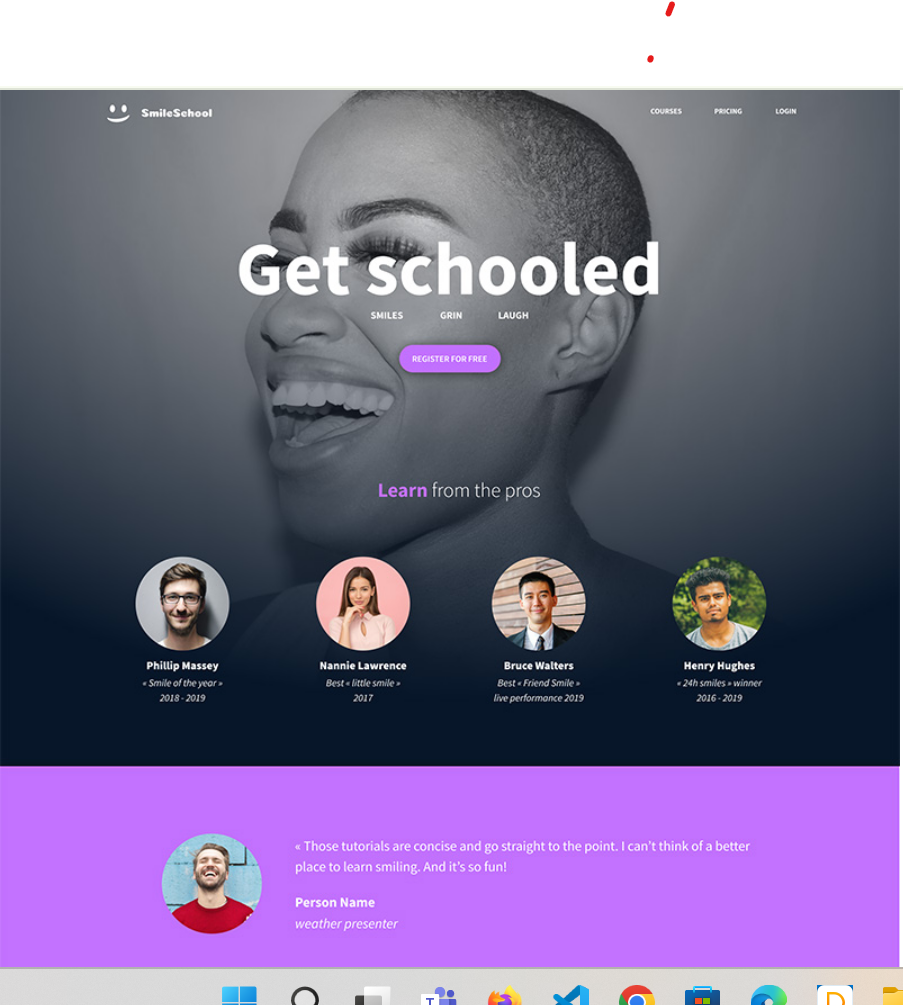 SmileSchool COURSES PRICING LOGIN
Get schooled
SMILES GRIN LAUGH
REGISTER FOR FREE
Learn from the pros
Phillip Massey Nannie Lawrence Bruce Walters Henry Hughes
« Smile of the year » Best « little smile » Best « Friend Smile » « 24h smiles » winner
2018 - 2019 2017 live performance 2019 2016 - 2019
« Those tutorials are concise and go straight to the point. I can't think of a better
place to learn smiling. And it's so fun!
Person Name
weather presenter